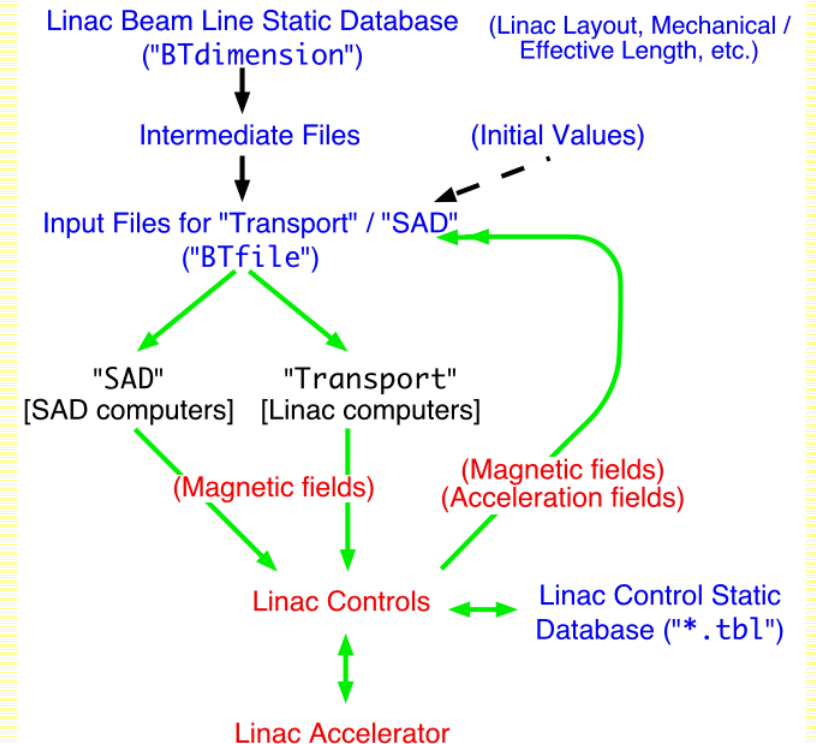 Linac Beam Line Static Database
("BTdimension")
(Linac Layout, Mechanical /
Effective Length, etc.)
Intermediate Files
(Initial Values)
Input Files for "Transport" / "SAD"
("BTfile")
"SAD"
[SAD computers]
"Transport"
[Linac computers]
(Magnetic fields)
(Magnetic fields)
(Acceleration fields)
Linac Controls
Linac Control Static
Database ("*.tbl")
Linac Accelerator